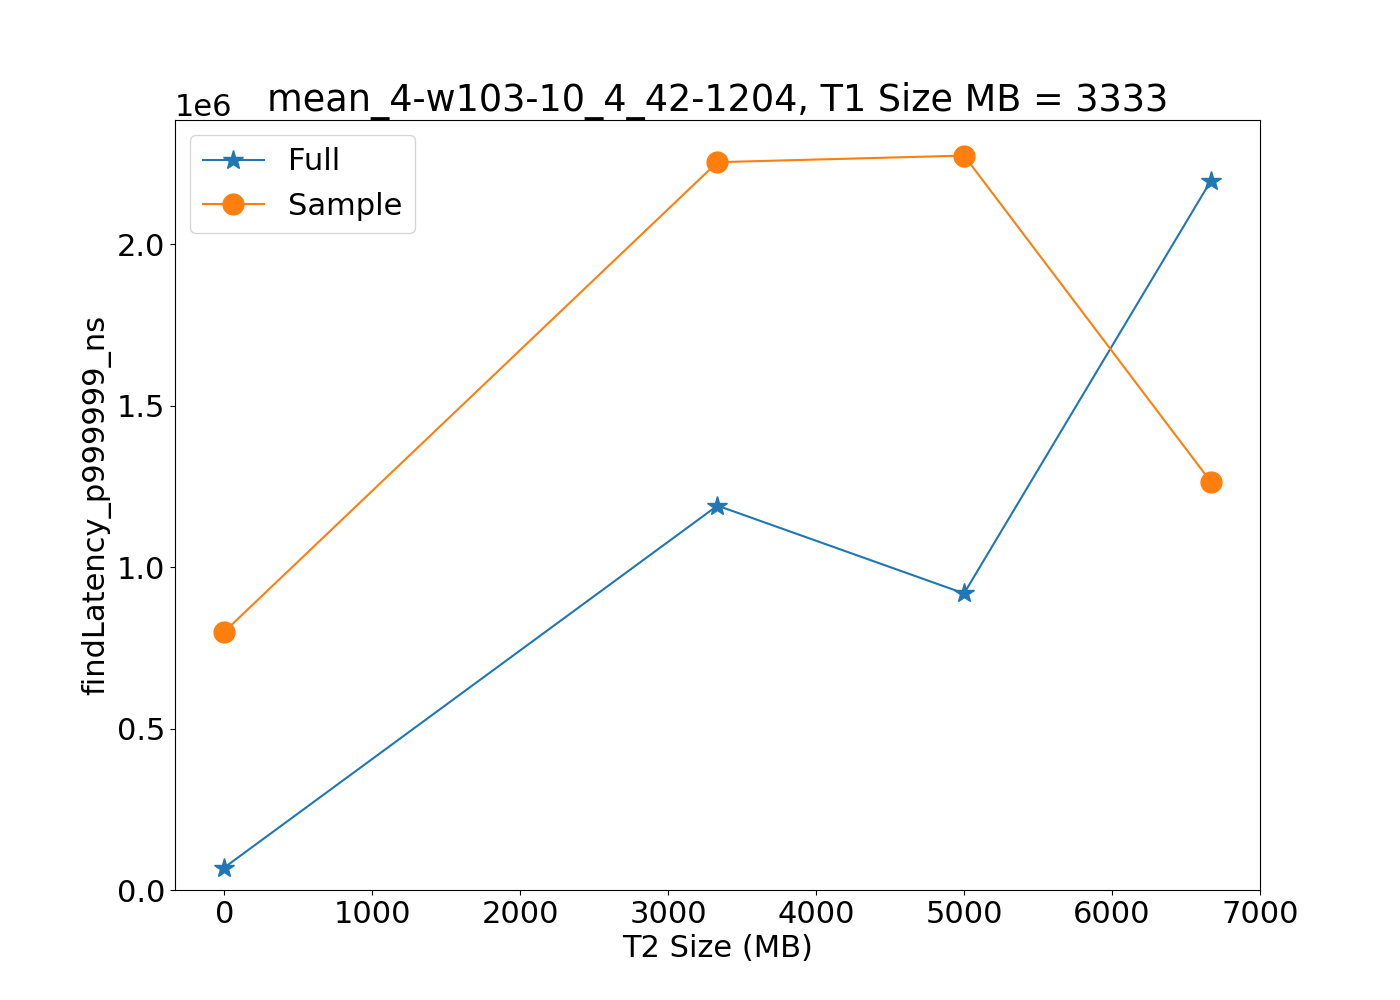 1e6
mean_4-w103-10_4_42-1204, T1 Size MB = 3333
Full
Sample
2.0
1.5
1.0
0.5
0.0
findLatency_p999999_ns
0 1000 2000 3000 4000 5000 6000 7000
T2 Size (MB)